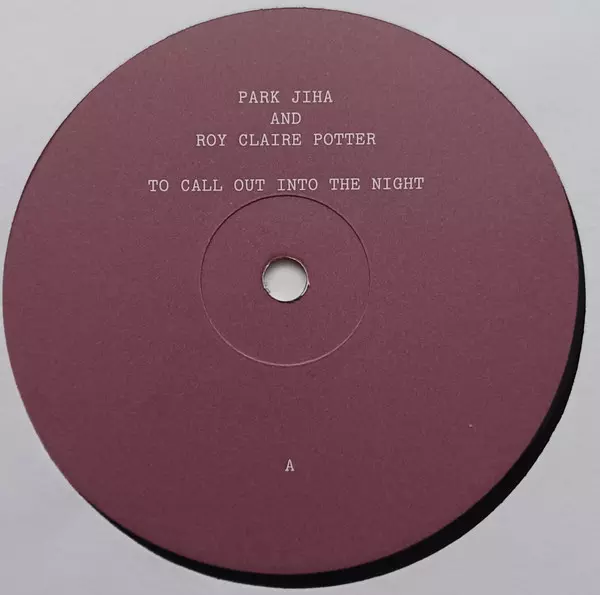 PARK JIHA
AND
ROY CLAIRE POTTER
TO CALL OUT INTO THE NIGHT
A